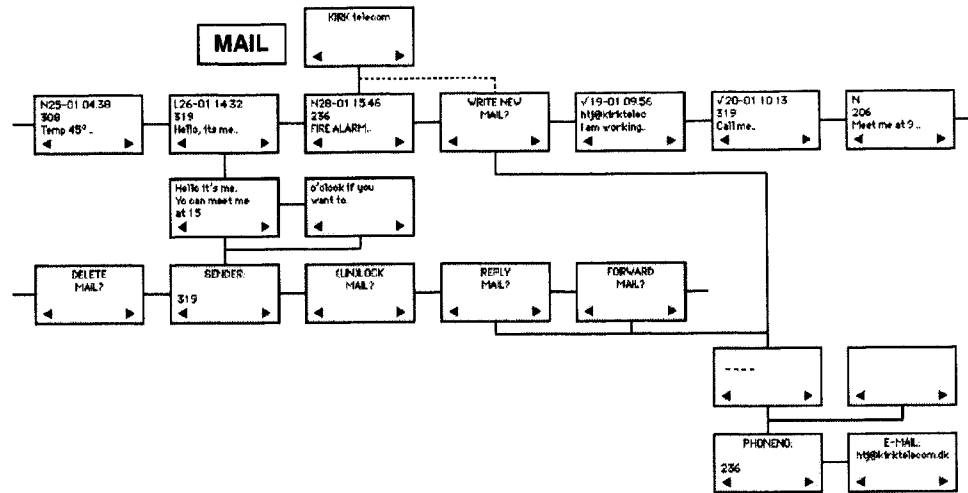 KIRK telecom
MAIL
N25-01 04.38
308
Temp 45° ..
L26-01 14 32
319
Hello, its me..
N28-01 15.46
236
FIRE ALARM..
WRITE NEW
MAIL?
√19-01 09.56
htj@kirktelec
I am working..
√20-01 10 13
319
Call me..
N
206
Meet me at 9 ..
Hello it's me.
Yo can meet me
at 15
o'clock if you
want to.
DELETE
MAIL?
SENDER:
319
(UN)LOCK
MAIL?
REPLY
MAIL?
FORWARD
MAIL?
----
PHONENO:
236
E-MAIL:
htj@kirktelecom.dk